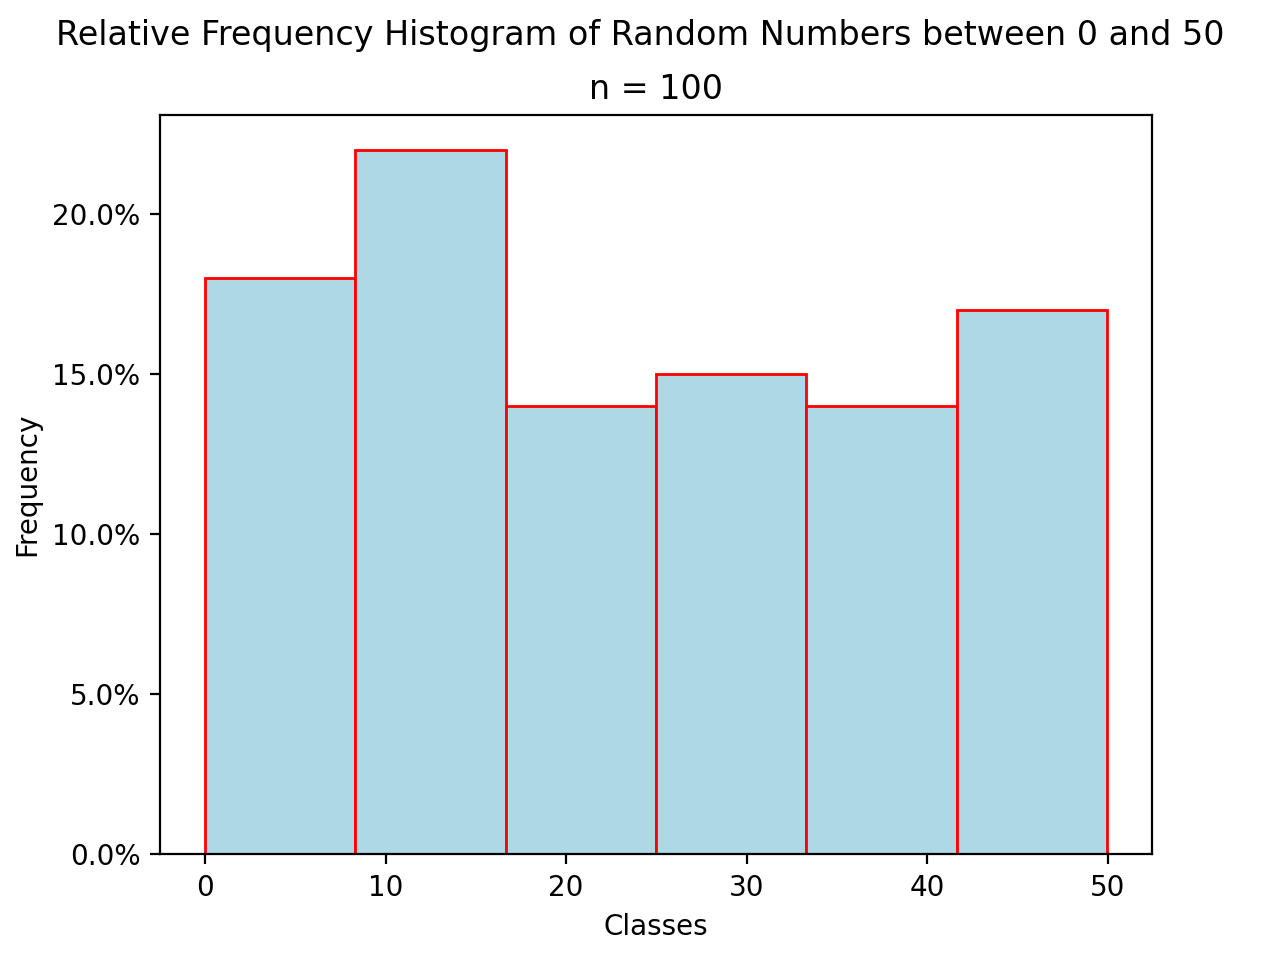 Relative Frequency Histogram of Random Numbers between 0 and 50
n = 100
20.0%
15.0%
10.0%
5.0%
0.0%
Frequency
0 10 20 30 40 50
Classes